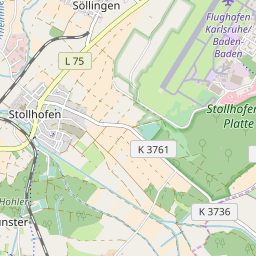 Söllingen
Flughafen
Karlsruhe/
Baden-
Baden
L 75
Stollhofen
Stollhofen
Platte
K 3761
K 3736